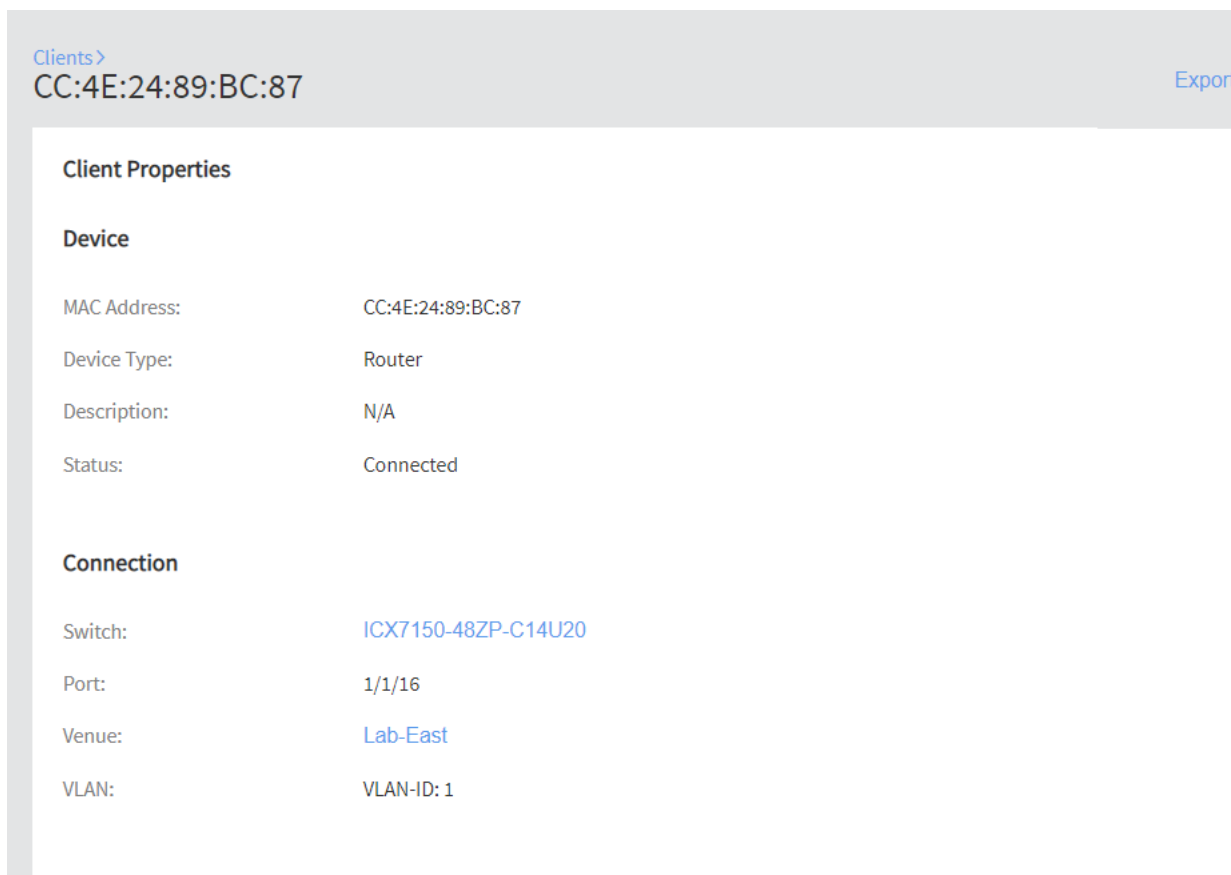 Clients>
CC:4E:24:89:BC:87
Expor
Client Properties
Device
MAC Address: CC:4E:24:89:BC:87
Device Type: Router
Description: N/A
Status: Connected
Connection
Switch: ICX7150-48ZP-C14U20
Port: 1/1/16
Venue: Lab-East
VLAN: VLAN-ID: 1